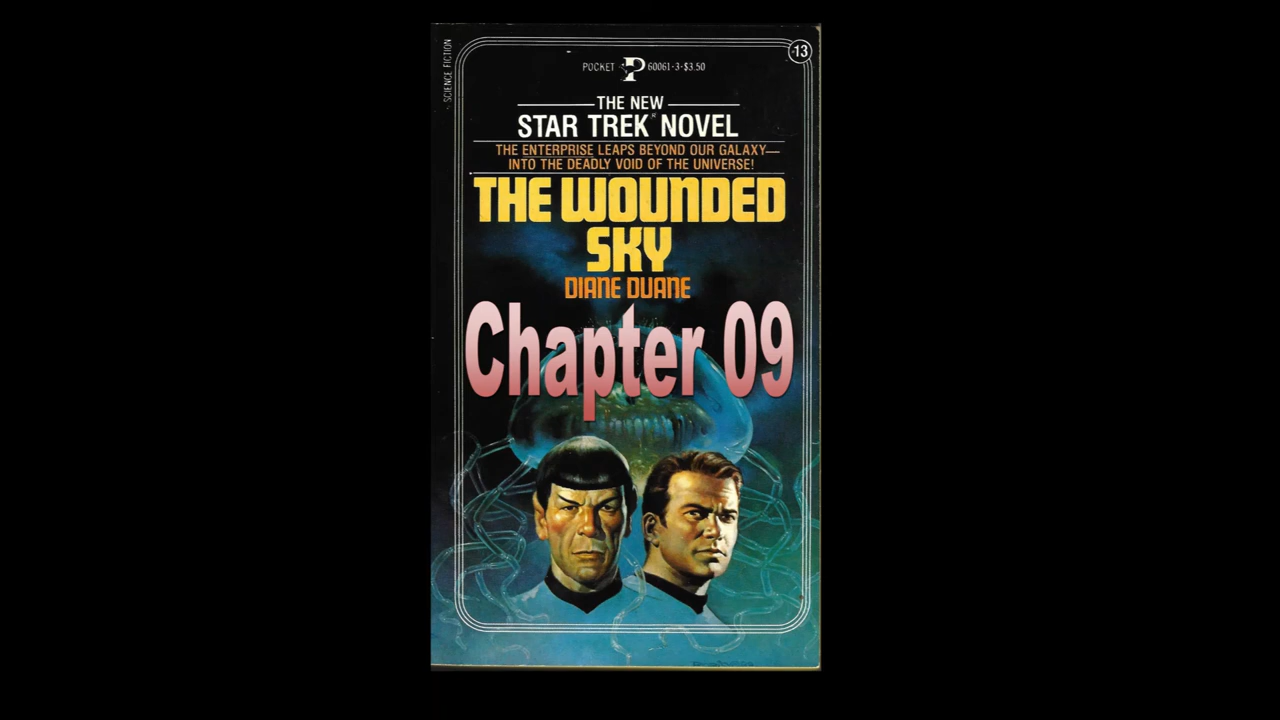 SCIENCE FICTION
13
POCKET 60061-3·$3.50
THE NEW
STAR TREK NOVEL
THE ENTERPRISE LEAPS BEYOND OUR GALAXY—
INTO THE DEADLY VOID OF THE UNIVERSE!
THE WOUNDED
SKY
DIANE DUANE
Chapter 09